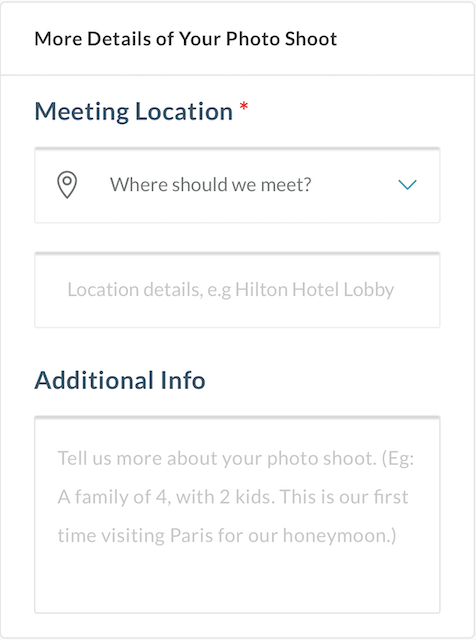 More Details of Your Photo Shoot
Meeting Location *
Where should we meet?
Location details, e.g Hilton Hotel Lobby
Additional Info
Tell us more about your photo shoot. (Eg:
A family of 4, with 2 kids. This is our first
time visiting Paris for our honeymoon.)